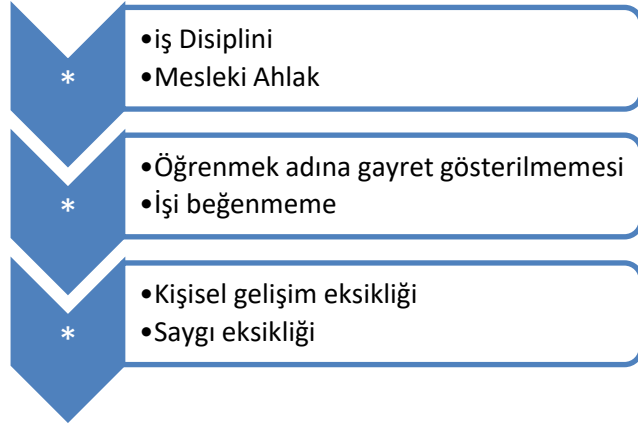 *
•iş Disiplini
•Mesleki Ahlak
*
•Öğrenmek adına gayret gösterilmemesi
•İşi beğenmeme
*
•Kişisel gelişim eksikliği
•Saygı eksikliği